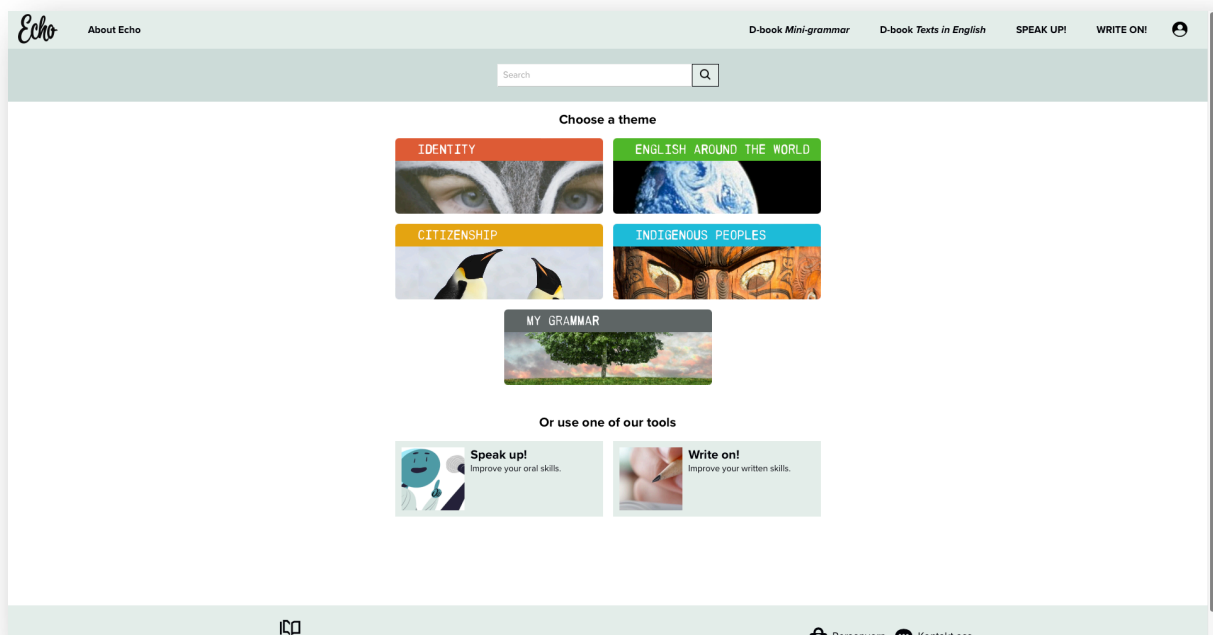 Echo
About Echo
D-book Mini-grammar
D-book Texts in English
SPEAK UP!
WRITE ON!
Search
Choose a theme
IDENTITY
ENGLISH AROUND THE WORLD
CITIZENSHIP
INDIGENOUS PEOPLES
MY GRAMMAR
Or use one of our tools
Speak up!
Improve your oral skills.
Write on!
Improve your written skills.